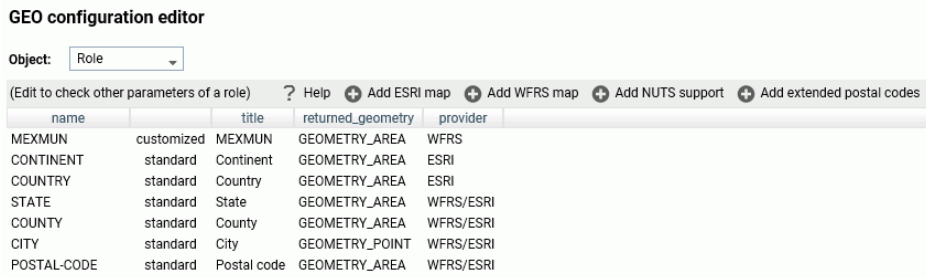 GEO configuration editor
Object: Role
(Edit to check other parameters of a role) ? Help Add ESRI map Add WFRS map Add NUTS support Add extended postal codes
name title returned_geometry provider
MEXMUN customized MEXMUN GEOMETRY_AREA WFRS
CONTINENT standard Continent GEOMETRY_AREA ESRI
COUNTRY standard Country GEOMETRY_AREA ESRI
STATE standard State GEOMETRY_AREA WFRS/ESRI
COUNTY standard County GEOMETRY_AREA WFRS/ESRI
CITY standard City GEOMETRY_POINT WFRS/ESRI
POSTAL-CODE standard Postal code GEOMETRY_AREA WFRS/ESRI